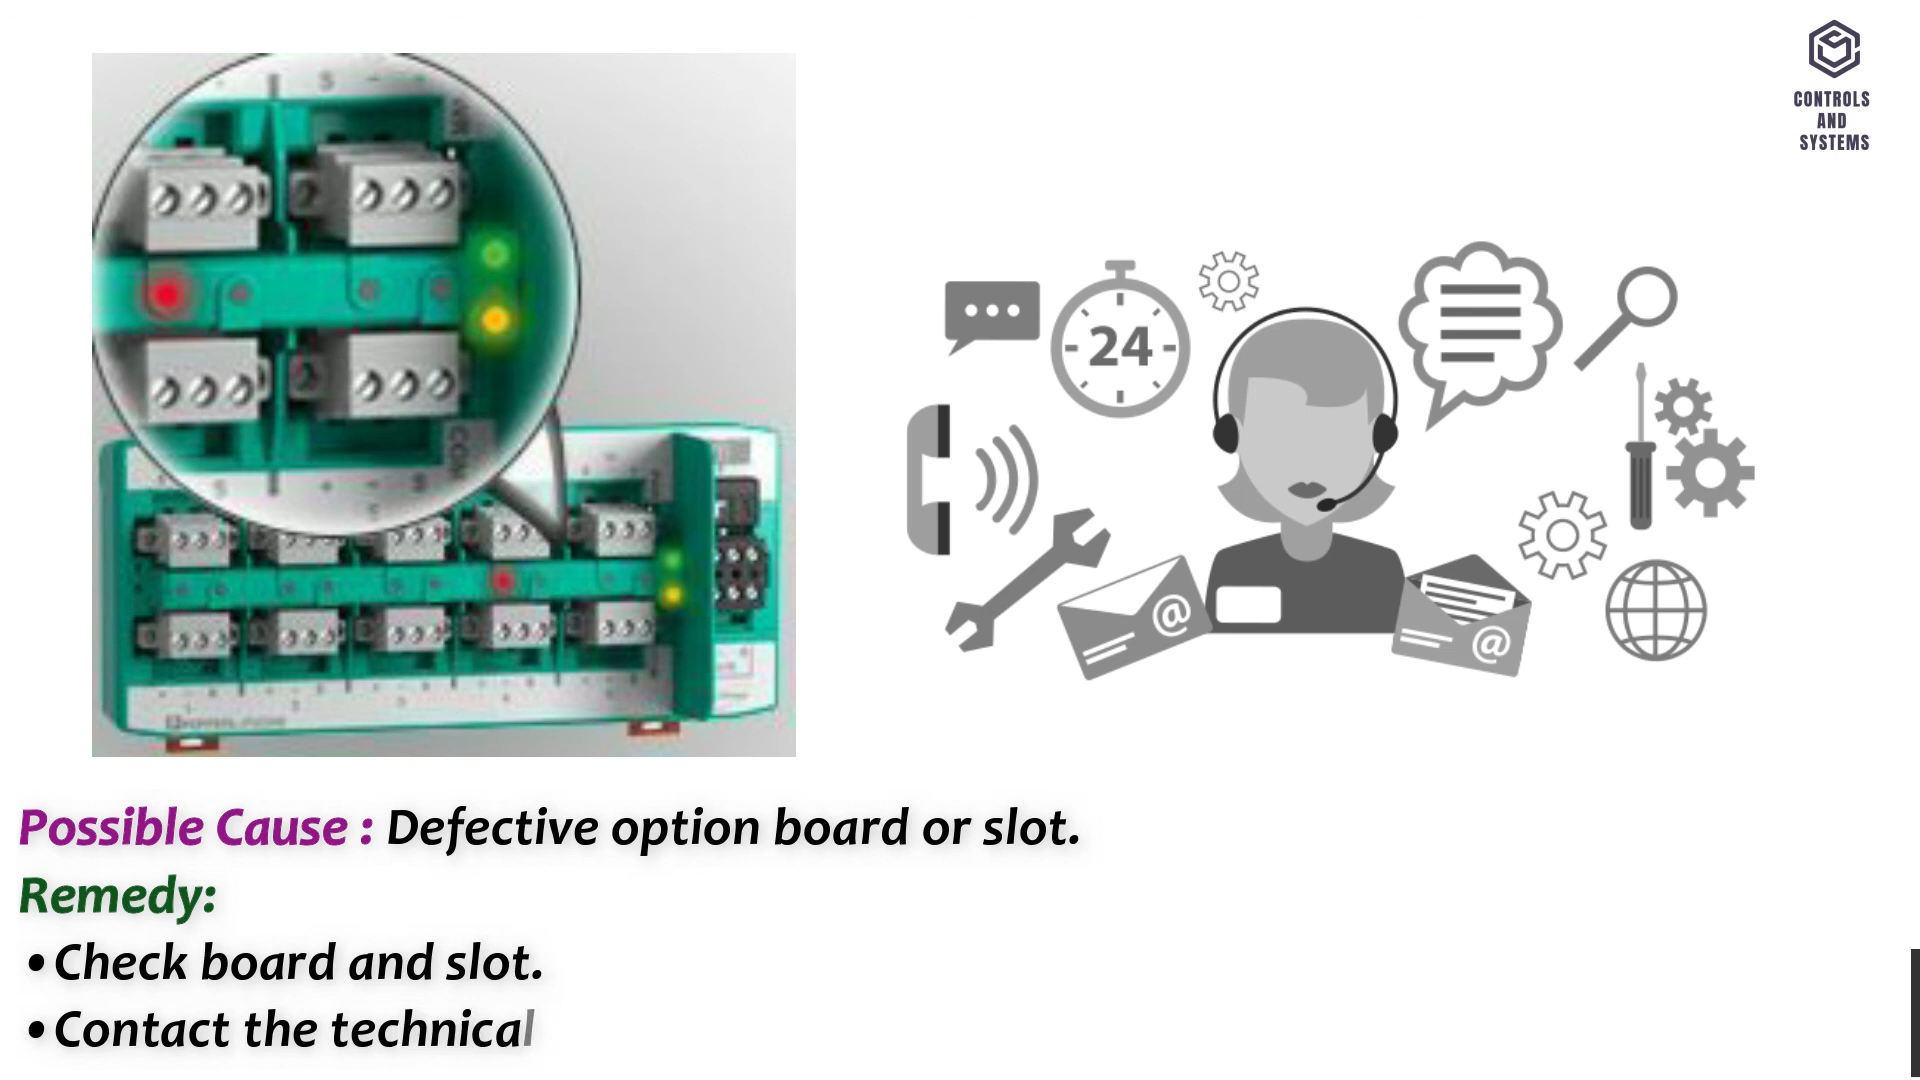 CONTROLS
AND
SYSTEMS
24
@
@
Possible Cause : Defective option board or slot.
Remedy:
•Check board and slot.
•Contact the technical